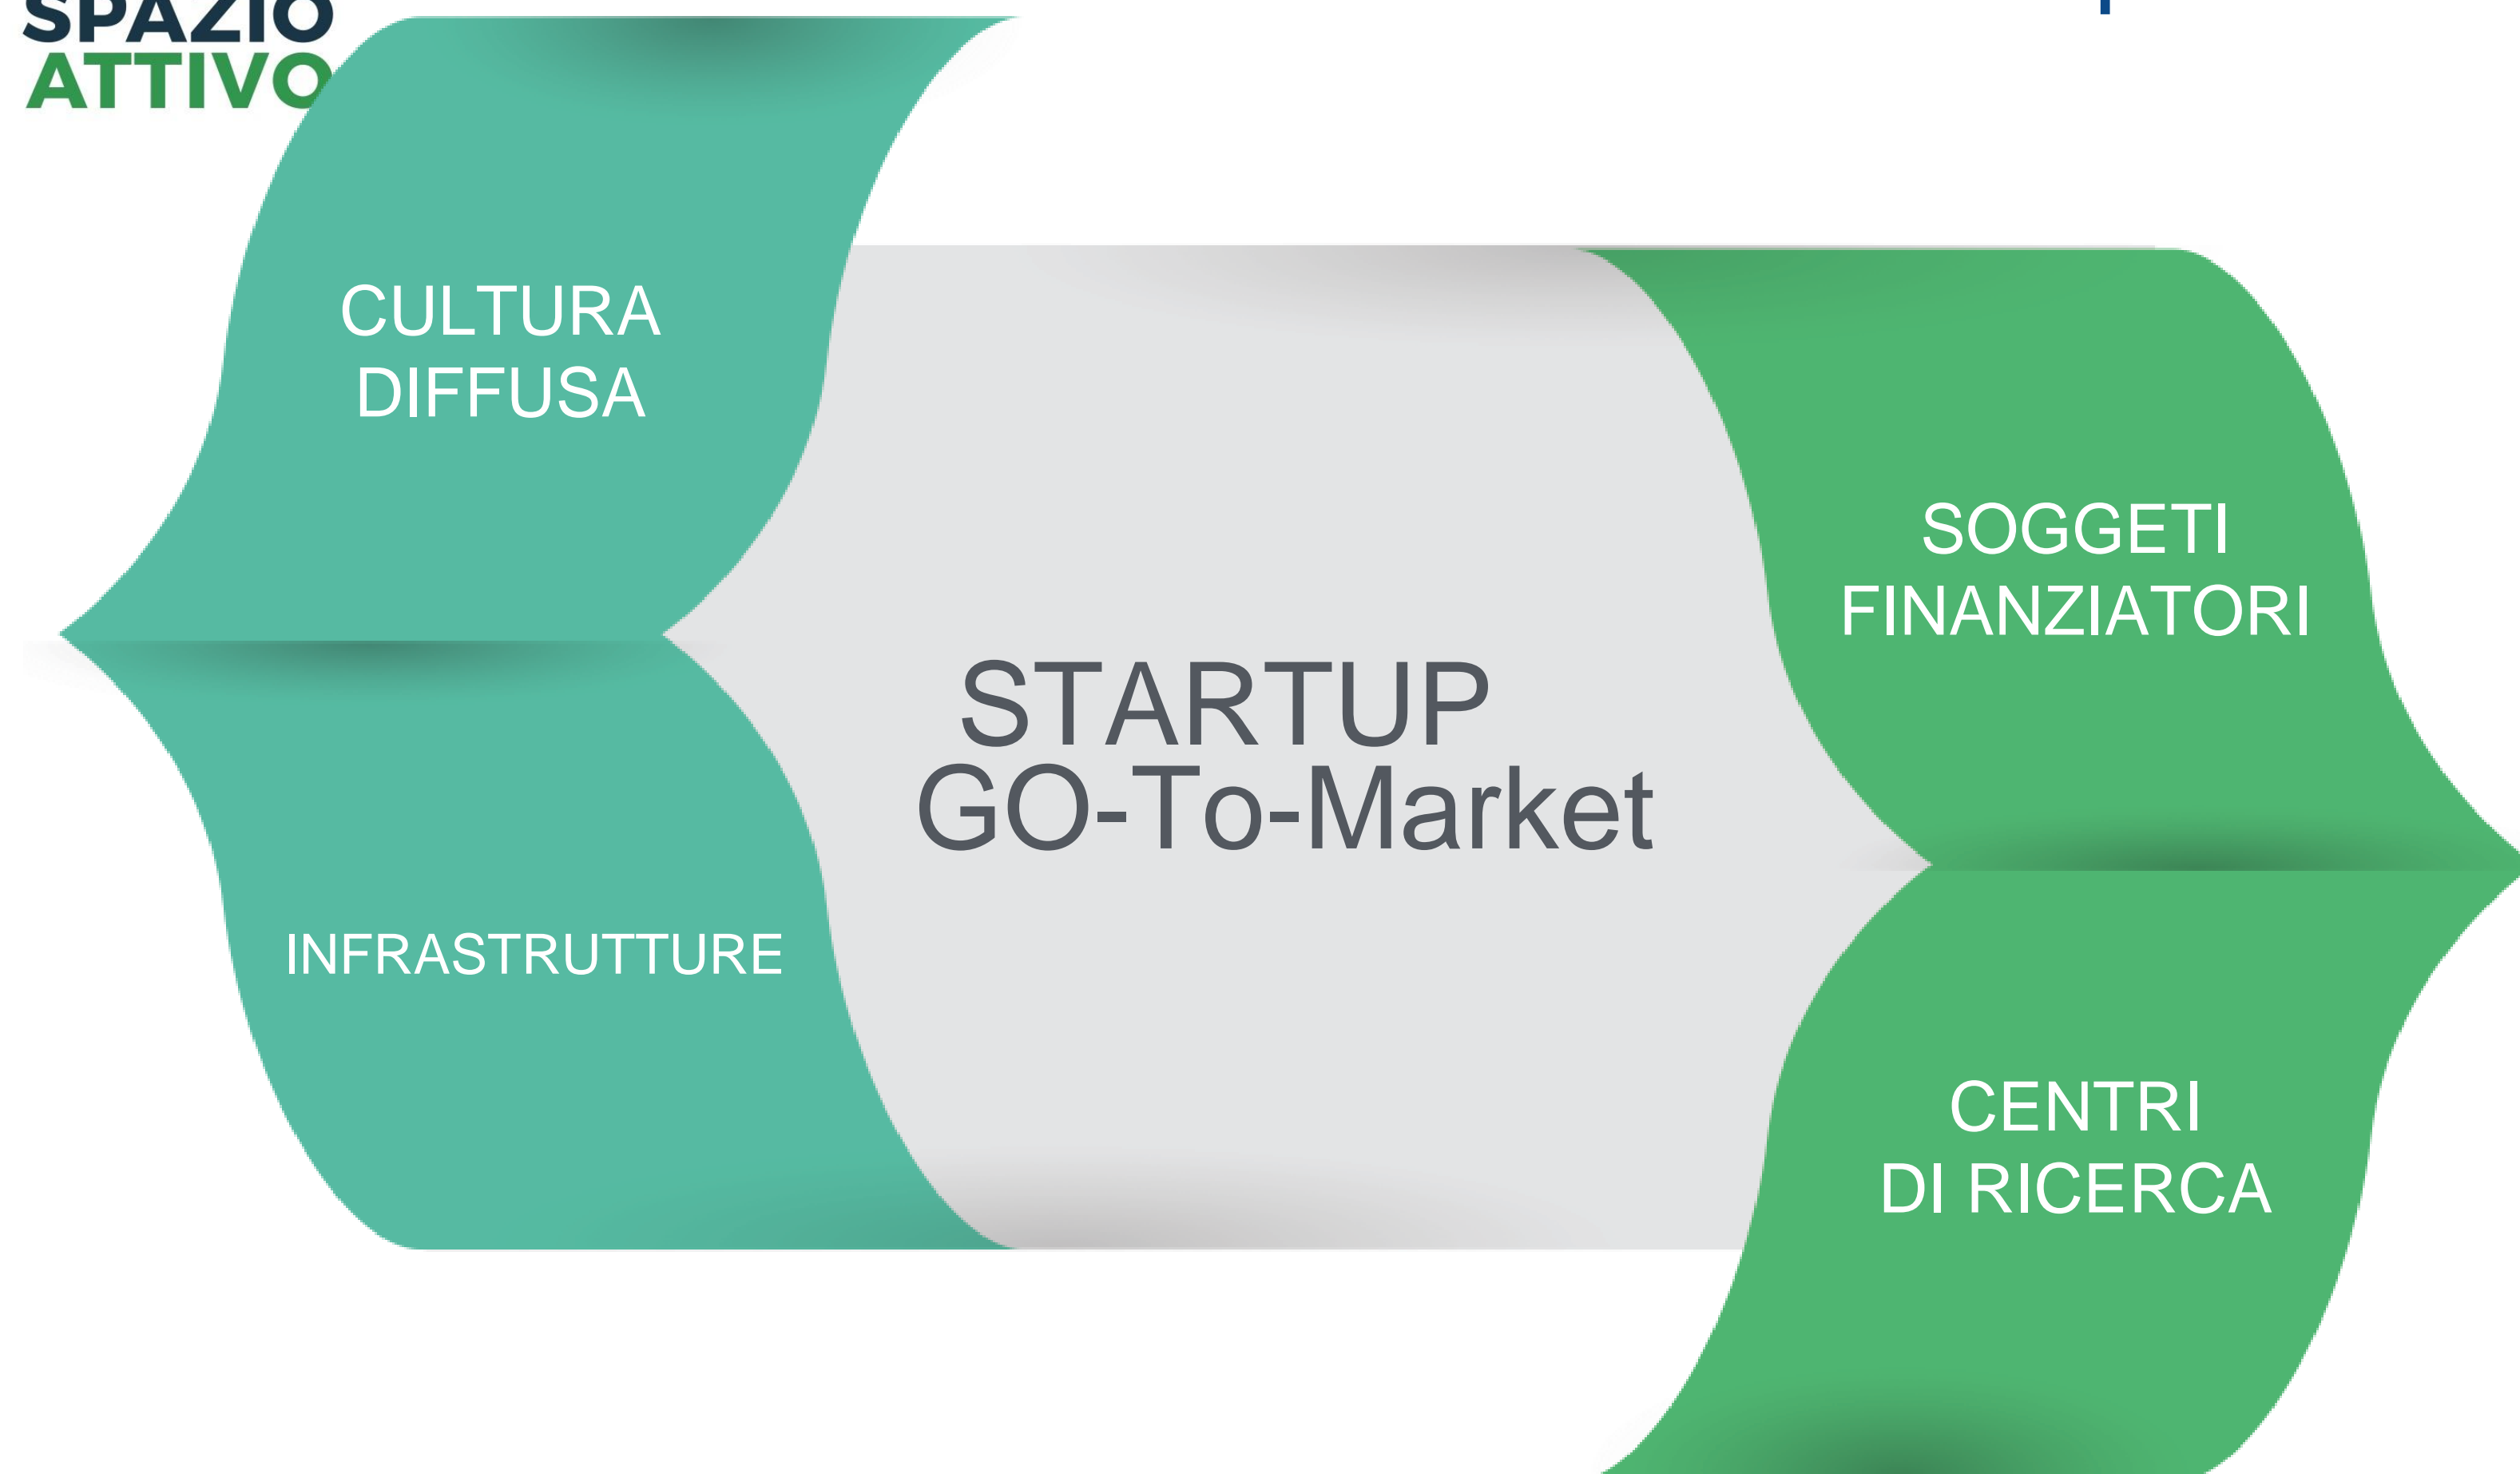 SPAZIO
ATTIVO
CULTURA
DIFFUSA
SOGGETI
FINANZIATORI
STARTUP
GO-To-Market
INFRASTRUTTURE
CENTRI
DI RICERCA